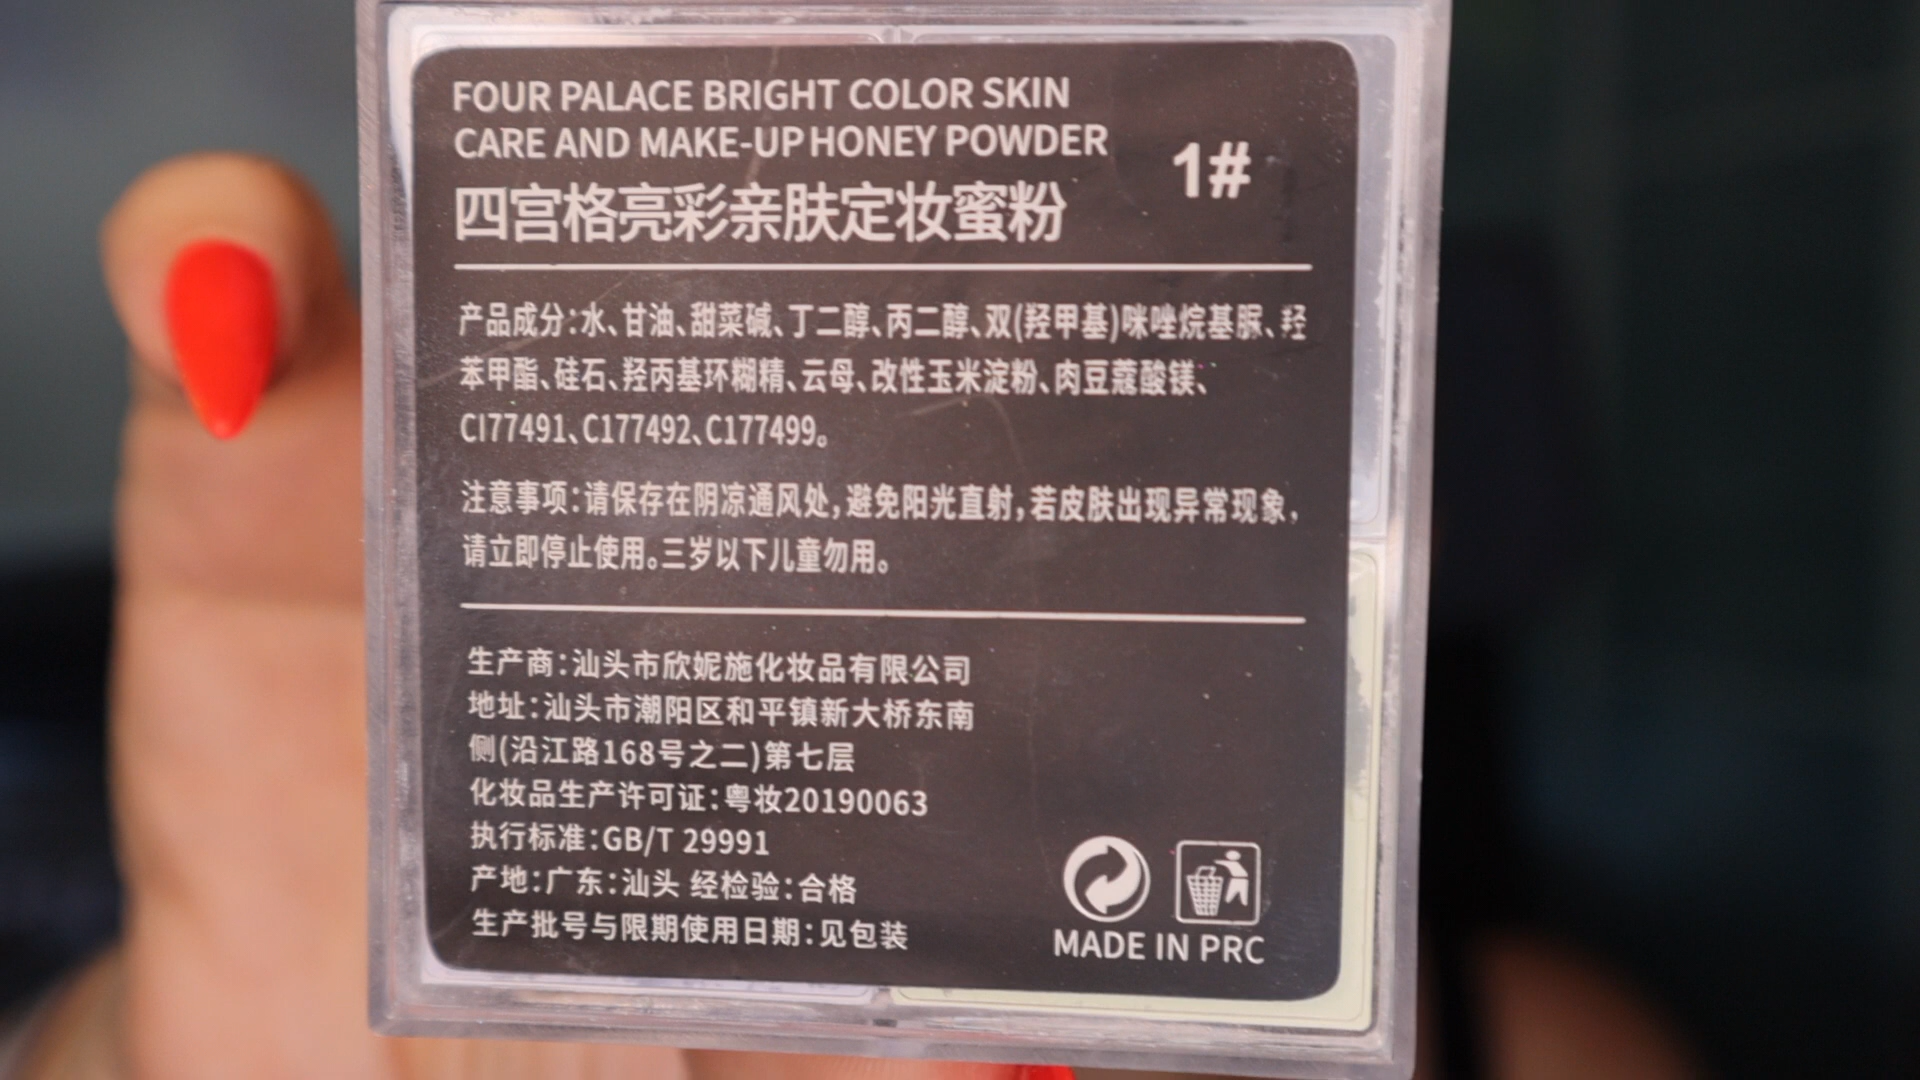 FOUR PALACE BRIGHT COLOR SKIN
CARE AND MAKE-UP HONEY POWDER
1#
四宫格亮彩亲肤定妆蜜粉
产品成分:水、甘油、甜菜碱、丁二醇、丙二醇、双(羟甲基)咪唑烷基脲、羟
苯甲酯、硅石、羟丙基环糊精、云母、改性玉米淀粉、肉豆蔻酸镁、
CI77491、C177492、C177499。
注意事项:请保存在阴凉通风处,避免阳光直射,若皮肤出现异常现象,
请立即停止使用。三岁以下儿童勿用。
生产商:汕头市欣妮施化妆品有限公司
地址:汕头市潮阳区和平镇新大桥东南
侧(沿江路168号之二)第七层
化妆品生产许可证:粤妆20190063
执行标准:GB/T 29991
产地:广东:汕头 经检验:合格
生产批号与限期使用日期:见包装
MADE IN PRC